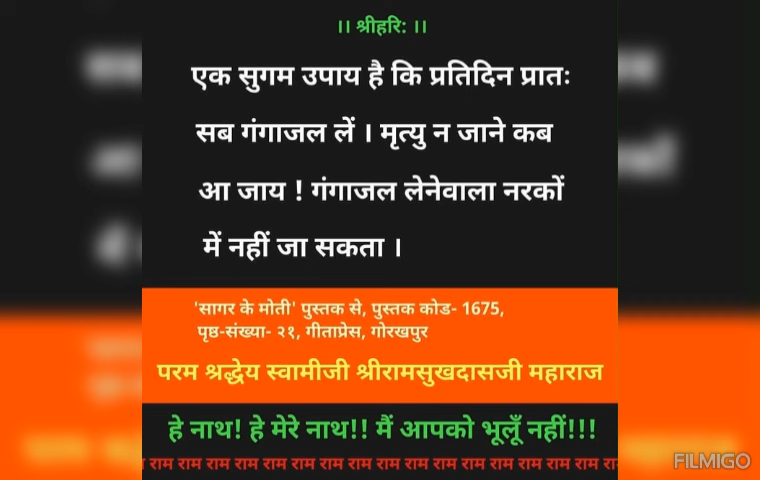 ।। श्रीहरि: ।।
एक सुगम उपाय है कि प्रतिदिन प्रातः
सब गंगाजल लें । मृत्यु न जाने कब
आ जाय ! गंगाजल लेनेवाला नरकों
में नहीं जा सकता ।
'सागर के मोती' पुस्तक से, पुस्तक कोड- 1675,
पृष्ठ-संख्या- २१, गीताप्रेस, गोरखपुर
परम श्रद्धेय स्वामीजी श्रीरामसुखदासजी महाराज
हे नाथ! हे मेरे नाथ!! मैं आपको भूलूँ नहीं!!!
राम राम राम राम राम राम राम राम राम राम राम राम राम राम राम राम
FILMIGO